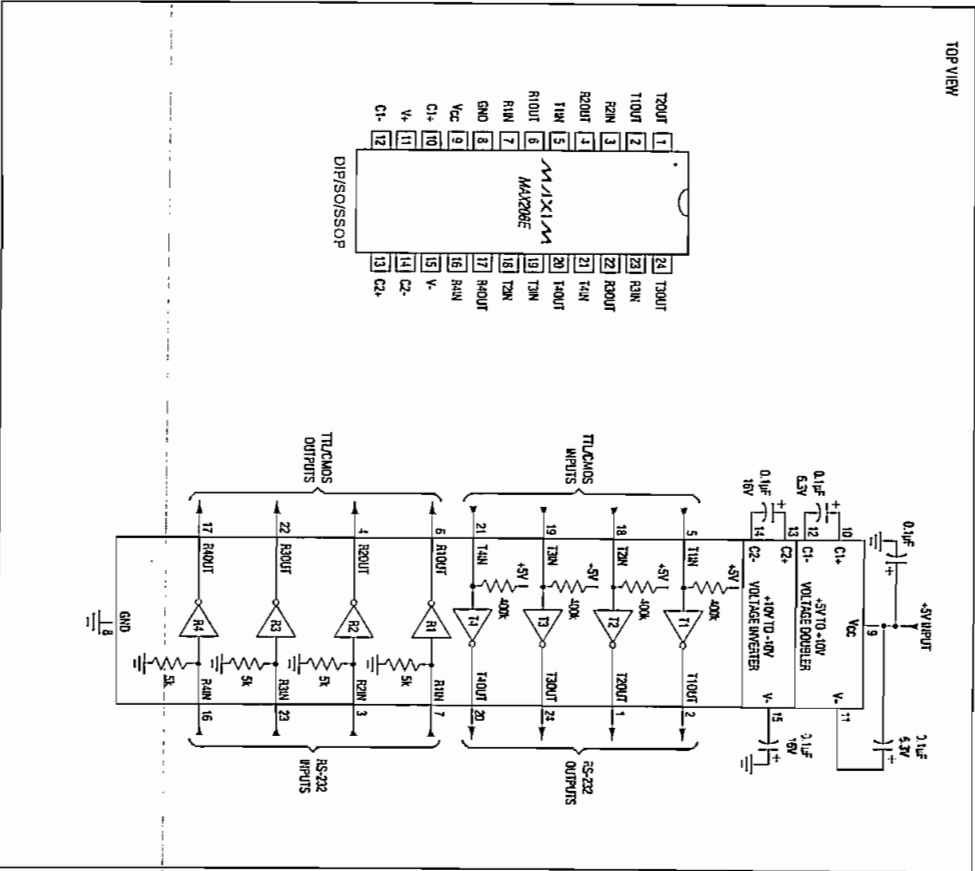 TOP VIEW
T2OUT 1
T1OUT 2
R2IN 3
R2OUT 4
T1IN 5
R1OUT 6
R1IN 7
GND 8
VCC 9
C1+ 10
V+ 11
C1- 12
MAXIM
MAX206E
24 T3OUT
23 R3IN
22 R3OUT
21 T4IN
20 T4OUT
19 T3IN
18 T2IN
17 R4OUT
16 R4IN
15 V-
14 C2-
13 C2+
DIP/SO/SSOP
+5V INPUT
0.1µF
0.1µF
6.3V
0.1µF
6.3V
0.1µF
16V
0.1µF
16V
9
VCC
10 C1+
12 C1-
+5V TO +10V
VOLTAGE DOUBLER
11
13 C2+
14 C2-
+10V TO -10V
VOLTAGE INVERTER
V-
15
TTL/CMOS
INPUTS
5 T1IN
+5V
400k
T1
T1OUT 2
18 T2IN
+5V
400k
T2
T2OUT 1
19 T3IN
+5V
400k
T3
T3OUT 24
21 T4IN
+5V
400k
T4
T4OUT 20
RS-232
OUTPUTS
TTL/CMOS
OUTPUTS
6 R1OUT
R1
R1IN 7
5k
4 R2OUT
R2
R2IN 3
5k
22 R3OUT
R3
R3IN 23
5k
17 R4OUT
R4
R4IN 16
5k
RS-232
INPUTS
GND
8